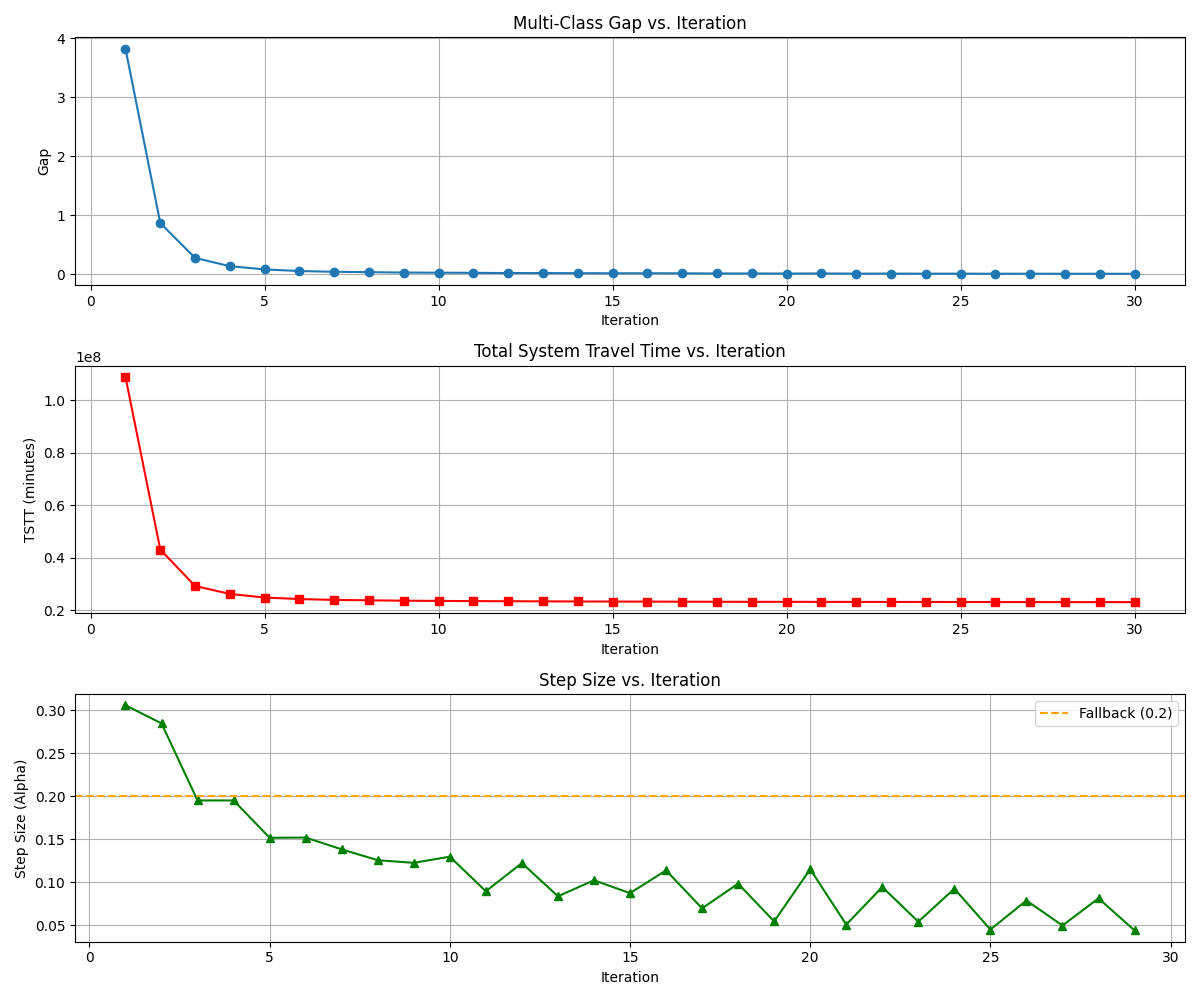 Multi-Class Gap vs. Iteration
4
3
2
1
0
Gap
0 5 10 15 20 25 30
Iteration
Total System Travel Time vs. Iteration
1e8
1.0
0.8
0.6
0.4
0.2
TSTT (minutes)
0 5 10 15 20 25 30
Iteration
Step Size vs. Iteration
Fallback (0.2)
0.30
0.25
0.20
0.15
0.10
0.05
Step Size (Alpha)
0 5 10 15 20 25 30
Iteration